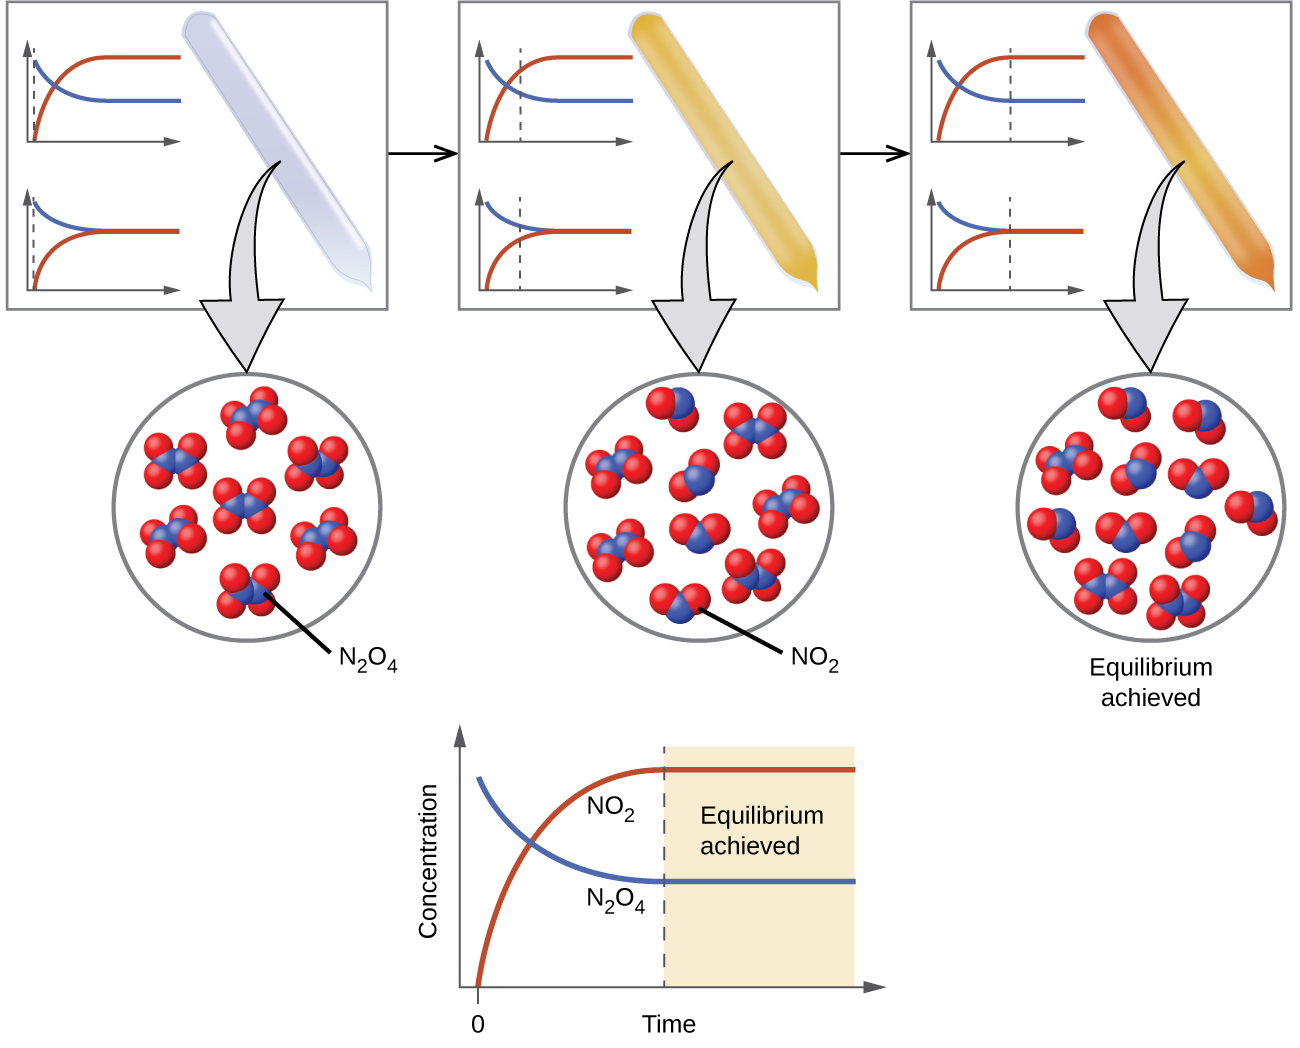 N₂O₄
NO₂
Equilibrium
achieved
Concentration
NO₂
Equilibrium
achieved
N₂O₄
0
Time